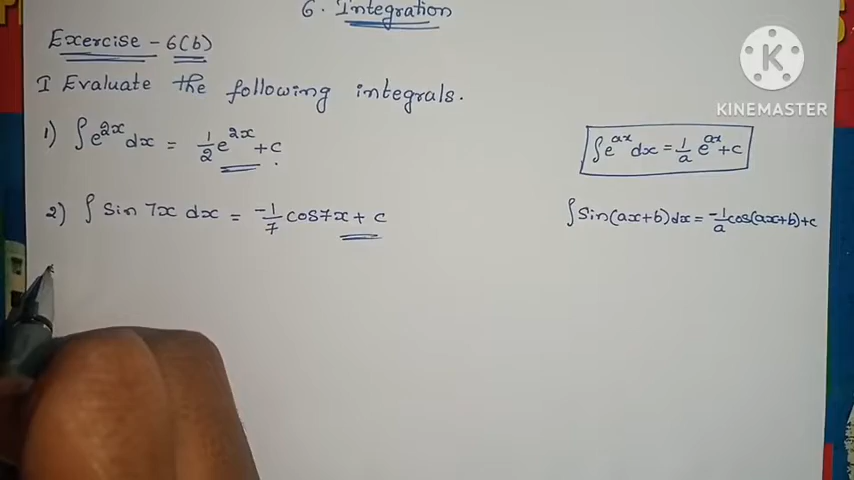 6. Integration
Exercise - 6(b)
I Evaluate the following integrals.
K
KINEMASTER
1) ∫e^{2x}dx = 1/2 e^{2x} + c.
∫e^{ax}dx = 1/a e^{ax} + c
2) ∫ Sin 7x dx = -1/7 cos7x + c
∫Sin(ax+b)dx = -1/a cos(ax+b)+c